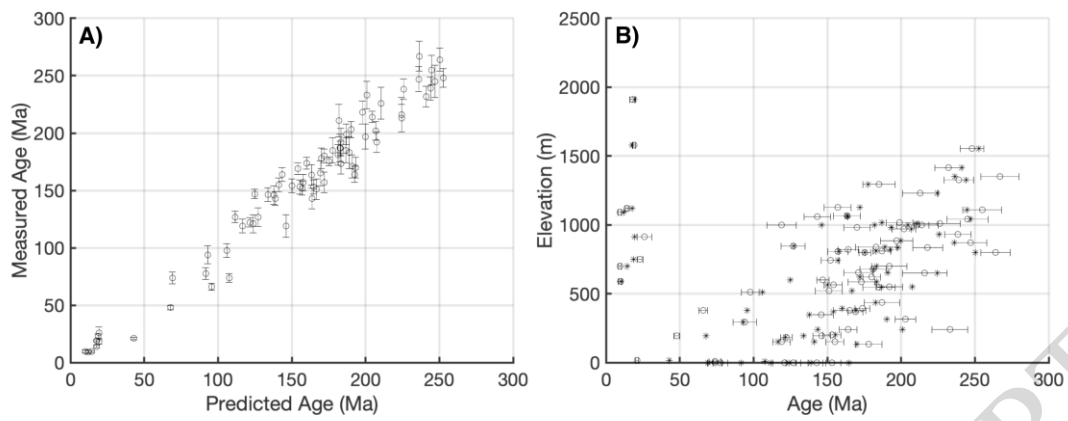 A)
300
250
200
150
100
50
0
Measured Age (Ma)
0 50 100 150 200 250 300
Predicted Age (Ma)
B)
2500
2000
1500
1000
500
0
Elevation (m)
0 50 100 150 200 250 300
Age (Ma)
DT